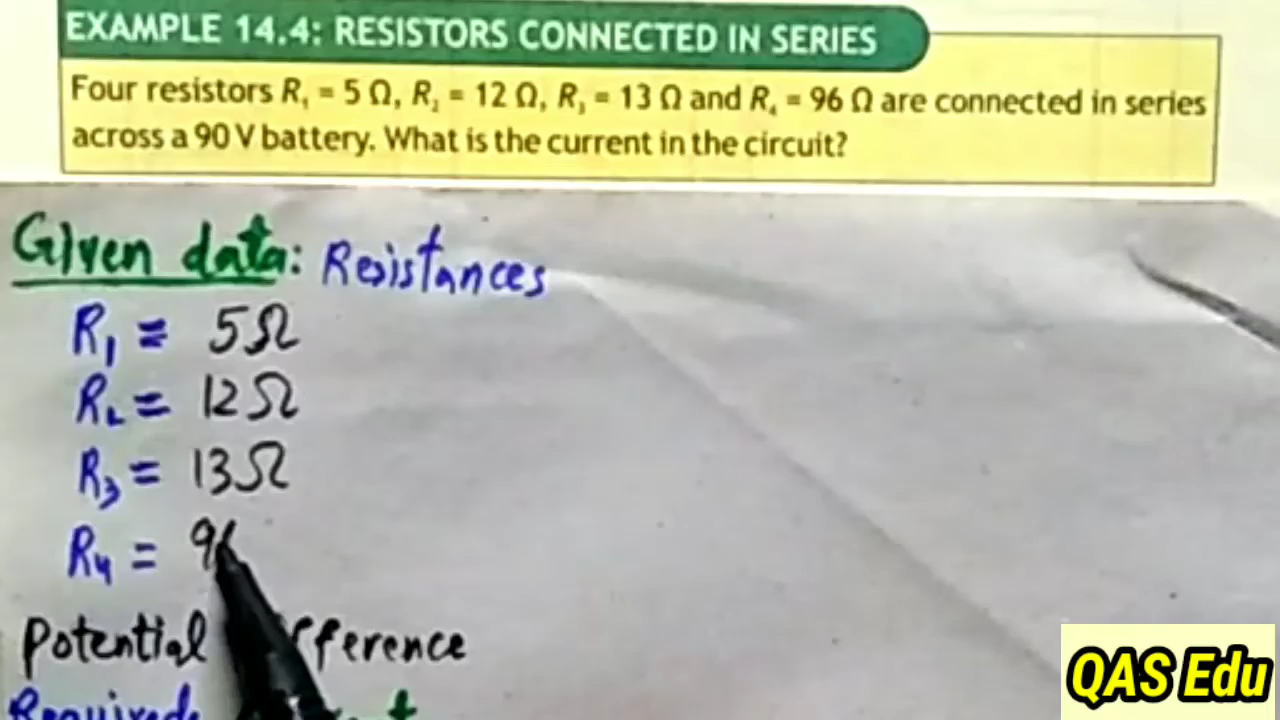 EXAMPLE 14.4: RESISTORS CONNECTED IN SERIES
Four resistors R₁ = 5 Ω, R₂ = 12 Ω, R₃ = 13 Ω and R₄ = 96 Ω are connected in series
across a 90 V battery. What is the current in the circuit?
Given data: Resistances
R₁ = 5Ω
R₂ = 12Ω
R₃ = 13Ω
R₄ = 96
Potential
QAS Edu